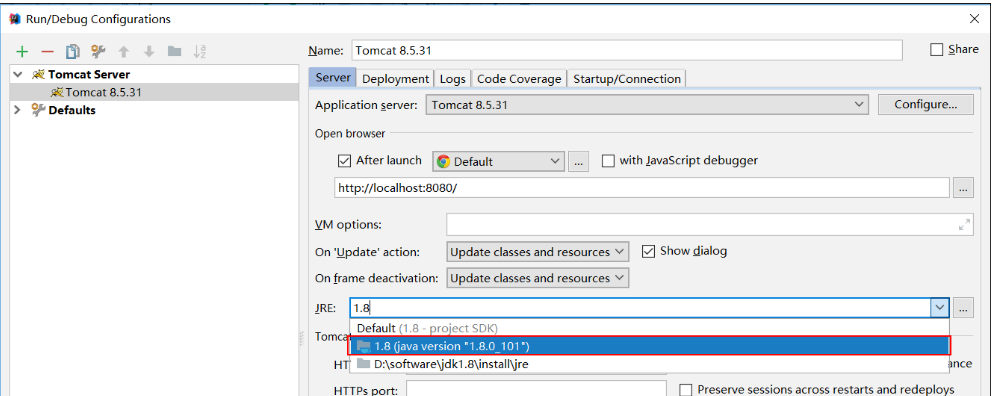 Run/Debug Configurations
Name: Tomcat 8.5.31 Share
Tomcat Server
Tomcat 8.5.31
Defaults
Server Deployment Logs Code Coverage Startup/Connection
Application server: Tomcat 8.5.31 Configure...
Open browser
After launch Default ... with JavaScript debugger
http://localhost:8080/ ...
VM options:
On 'Update' action: Update classes and resources Show dialog
On frame deactivation: Update classes and resources
JRE: 1.8 ...
Default (1.8 - project SDK)
Tomcat
1.8 (java version "1.8.0_101")
HT
D:\software\jdk1.8\install\jre
ance
HTTPs port: Preserve sessions across restarts and redeploys